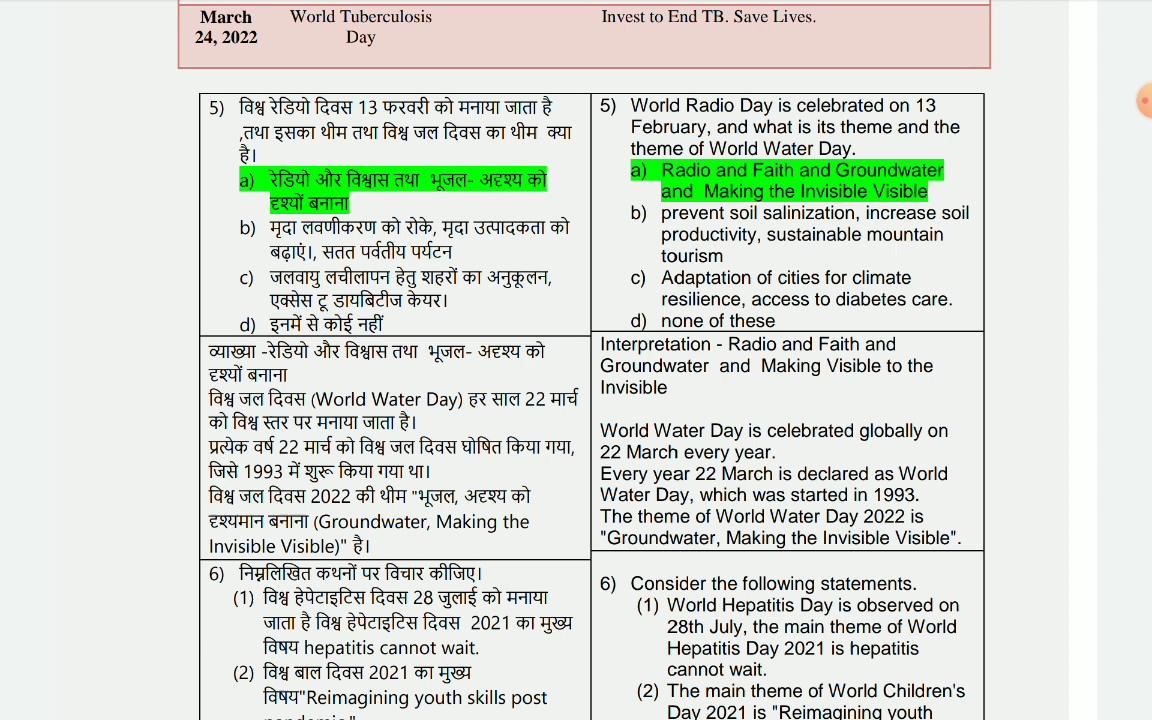 March World Tuberculosis Invest to End TB. Save Lives.
24, 2022 Day
5) विश्व रेडियो दिवस 13 फरवरी को मनाया जाता है
,तथा इसका थीम तथा विश्व जल दिवस का थीम क्या
है।
a) रेडियो और विश्वास तथा भूजल- अदृश्य को
दृश्यों बनाना
b) मृदा लवणीकरण को रोके, मृदा उत्पादकता को
बढ़ाएं।, सतत पर्वतीय पर्यटन
c) जलवायु लचीलापन हेतु शहरों का अनुकूलन,
एक्सेस टू डायबिटीज केयर।
d) इनमें से कोई नहीं
5) World Radio Day is celebrated on 13
February, and what is its theme and the
theme of World Water Day.
a) Radio and Faith and Groundwater
and Making the Invisible Visible
b) prevent soil salinization, increase soil
productivity, sustainable mountain
tourism
c) Adaptation of cities for climate
resilience, access to diabetes care.
d) none of these
व्याख्या -रेडियो और विश्वास तथा भूजल- अदृश्य को
दृश्यों बनाना
विश्व जल दिवस (World Water Day) हर साल 22 मार्च
को विश्व स्तर पर मनाया जाता है।
प्रत्येक वर्ष 22 मार्च को विश्व जल दिवस घोषित किया गया,
जिसे 1993 में शुरू किया गया था।
विश्व जल दिवस 2022 की थीम "भूजल, अदृश्य को
दृश्यमान बनाना (Groundwater, Making the
Invisible Visible)" है।
Interpretation - Radio and Faith and
Groundwater and Making Visible to the
Invisible
World Water Day is celebrated globally on
22 March every year.
Every year 22 March is declared as World
Water Day, which was started in 1993.
The theme of World Water Day 2022 is
"Groundwater, Making the Invisible Visible".
6) निम्नलिखित कथनों पर विचार कीजिए।
(1) विश्व हेपेटाइटिस दिवस 28 जुलाई को मनाया
जाता है विश्व हेपेटाइटिस दिवस 2021 का मुख्य
विषय hepatitis cannot wait.
(2) विश्व बाल दिवस 2021 का मुख्य
विषय"Reimagining youth skills post
6) Consider the following statements.
(1) World Hepatitis Day is observed on
28th July, the main theme of World
Hepatitis Day 2021 is hepatitis
cannot wait.
(2) The main theme of World Children's
Day 2021 is "Reimagining youth